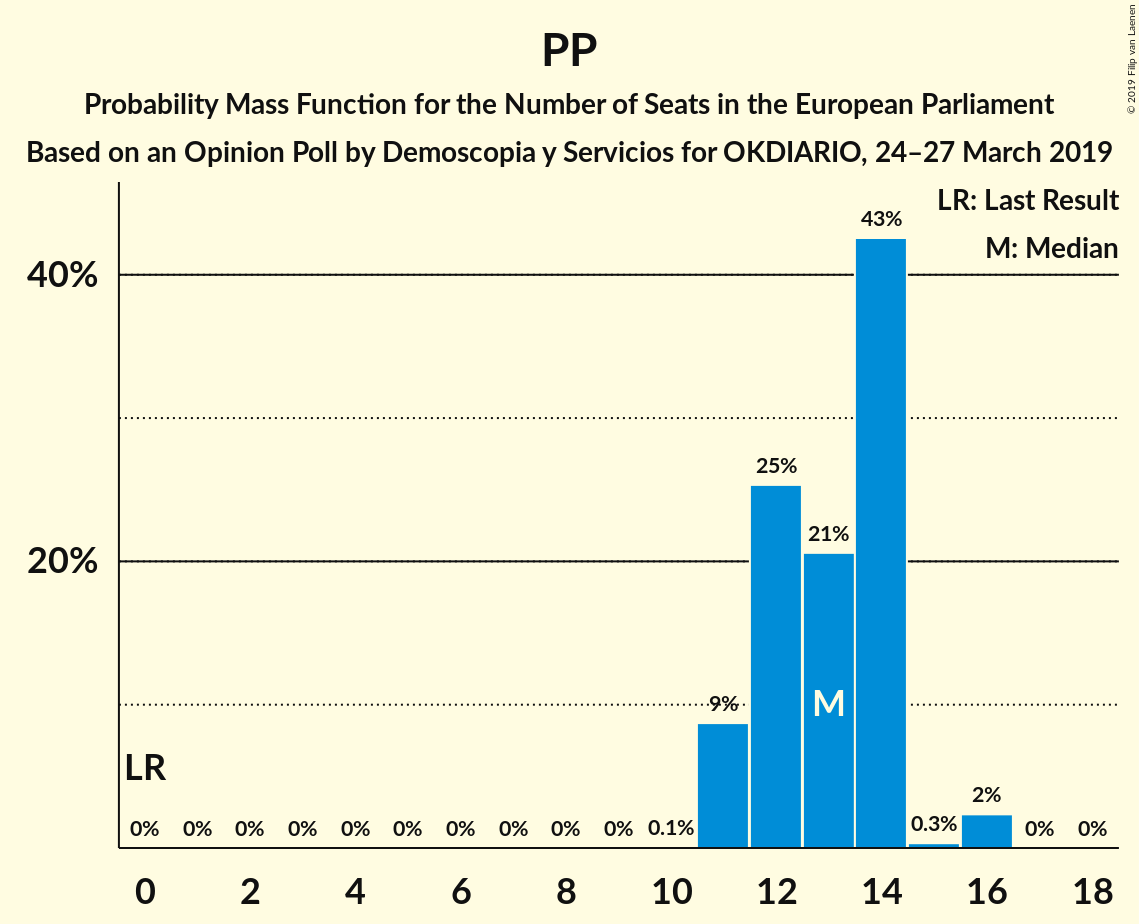 PP
Probability Mass Function for the Number of Seats in the European Parliament
Based on an Opinion Poll by Demoscopia y Servicios for OKDIARIO, 24–27 March 2019
© 2019 Filip van Laenen
LR: Last Result
M: Median
43%
40%
25%
21%
20%
M
9%
LR
2%
0% 0% 0% 0% 0% 0% 0% 0% 0% 0% 0.1% 0.3% 0% 0%
0 2 4 6 8 10 12 14 16 18